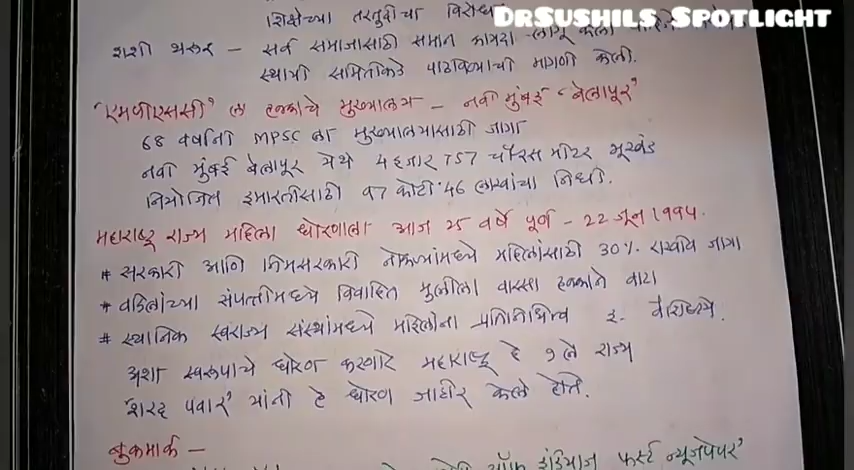 DRSUSHILS SPOTLIGHT
शिक्षेच्या तरतुदीचा विरोध
शशी थरूर - सर्व समाजासाठी समान कायदा लागू केला
स्थायी समितीकडे पाठविण्याची मागणी केली.
'एमपीएससी' ला हक्काचे मुख्यालय - नवी मुंबई 'बेलापूर'
68 वर्षांनी MPSC ला मुख्यालयासाठी जागा
नवी मुंबई बेलापूर येथे 4 हजार 757 चौरस मीटर भूखंड
नियोजित इमारतीसाठी 97 कोटी 46 लाखांचा निधी.
महाराष्ट्र राज्य महिला धोरणाला आज 25 वर्षे पूर्ण - 22 जून 1994.
* सरकारी आणि निमसरकारी नोकऱ्यांमध्ये महिलांसाठी 30% राखीव जागा
* वडिलांच्या संपत्तीमध्ये विवाहित मुलीला वारसा हक्काने वाटा
* स्थानिक स्वराज्य संस्थांमध्ये महिलांना प्रतिनिधित्व इ. वैशिष्ट्ये.
अशा स्वरूपाचे धोरण करणारे महाराष्ट्र हे 1 ले राज्य
'शरद पवार' यांनी हे धोरण जाहीर केले होते.
बुकमार्क -
ऑफ इंडियाज फर्स्ट न्यूजपेपर'